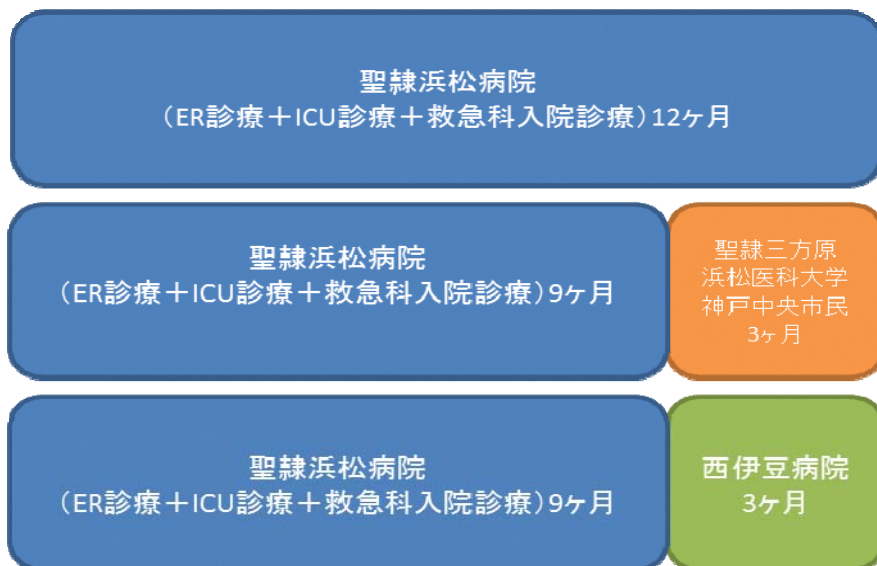 聖隷浜松病院
（ER診療＋ICU診療＋救急科入院診療）12ヶ月
聖隷浜松病院
（ER診療＋ICU診療＋救急科入院診療）9ヶ月
聖隷三方原
浜松医科大学
神戸中央市民
3ヶ月
聖隷浜松病院
（ER診療＋ICU診療＋救急科入院診療）9ヶ月
西伊豆病院
3ヶ月